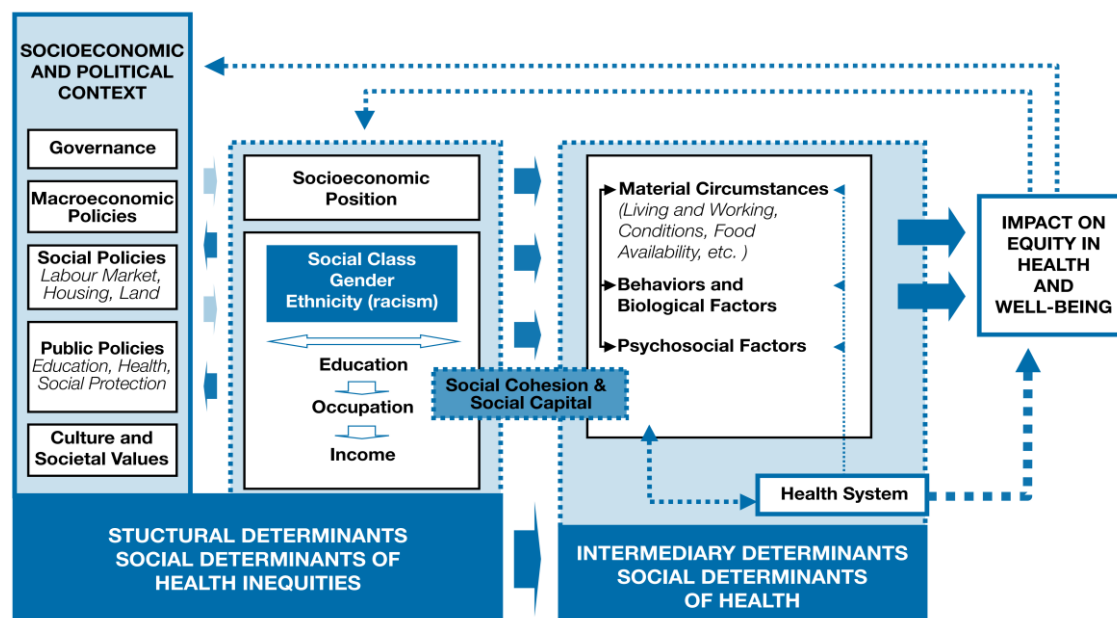 SOCIOECONOMIC
AND POLITICAL
CONTEXT
Governance
Macroeconomic
Policies
Social Policies
Labour Market,
Housing, Land
Public Policies
Education, Health,
Social Protection
Culture and
Societal Values
Socioeconomic
Position
Social Class
Gender
Ethnicity (racism)
Education
Occupation
Income
Social Cohesion &
Social Capital
Material Circumstances
(Living and Working,
Conditions, Food
Availability, etc. )
Behaviors and
Biological Factors
Psychosocial Factors
Health System
IMPACT ON
EQUITY IN
HEALTH
AND
WELL-BEING
STUCTURAL DETERMINANTS
SOCIAL DETERMINANTS OF
HEALTH INEQUITIES
INTERMEDIARY DETERMINANTS
SOCIAL DETERMINANTS
OF HEALTH